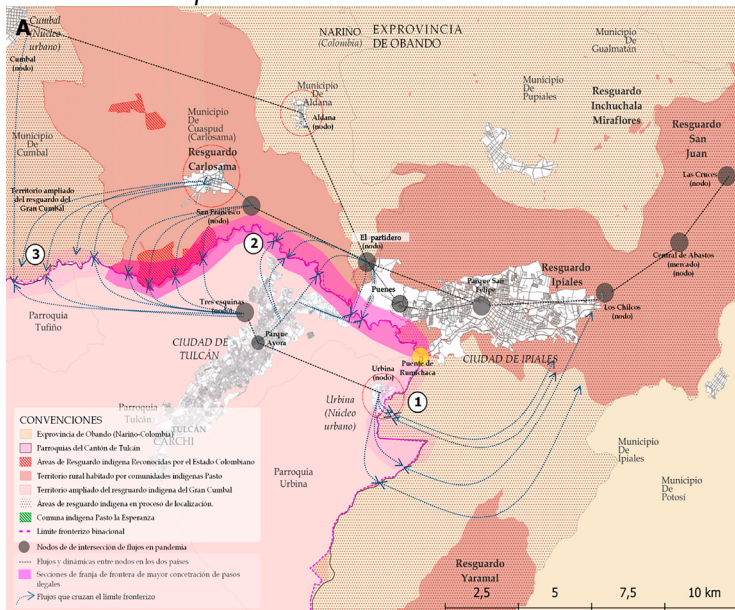 A
Cumbal
(Núcleo
urbano)
Cumbal
(nodo)
NARIÑO
(Colombia)
EXPROVINCIA
DE OBANDO
Municipio
De
Gualmatán
Municipio
De
Aldana
Aldana
(nodo)
Municipio
De
Pupiales
Resguardo
Inchuchala
Miraflores
Resguardo
San
Juan
Las Cruces
(nodo)
Municipio
De
Cumbal
Municipio
De
Cuaspud
(Carlosama)
Resguardo
Carlosama
Territorio ampliado
del resguardo del
Gran Cumbal
San Francisco
(nodo)
El partidero
(nodo)
3
2
Central de Abastos
(mercado)
(nodo)
Resguardo
Ipiales
Parque San
Felipe
Puenes
Los Chilcos
(nodo)
Tres esquinas
(nodo)
Parroquia
Tufiño
CIUDAD DE
TULCÁN
Parque
Ayora
Puente de
Rumichaca
CIUDAD DE IPIALES
Urbina
(nodo)
Urbina
(Núcleo
urbano)
1
Parroquia
Tulcán
TULCÁN
CARCHI
Parroquia
Urbina
Municipio
De
Ipiales
Municipio
De
Potosí
Resguardo
Yaramal
CONVENCIONES
Exprovincia de Obando (Nariño-Colombia)
Parroquias del Cantón de Tulcán
Áreas de Resguardo indígena Reconocidas por el Estado Colombiano
Territorio rural habitado por comunidades indígenas Pasto
Territorio ampliado del resguardo indígena del Gran Cumbal
Áreas de resguardo indígena en proceso de localización.
Comuna indígena Pasto la Esperanza
Límite fronterizo binacional
Nodos de de intersección de flujos en pandemia
Flujos y dinámicas entre nodos en los dos países
Secciones de franja de frontera de mayor concetración de pasos
ilegales
Flujos que cruzan el límite fronterizo
2,5 5 7,5 10 km